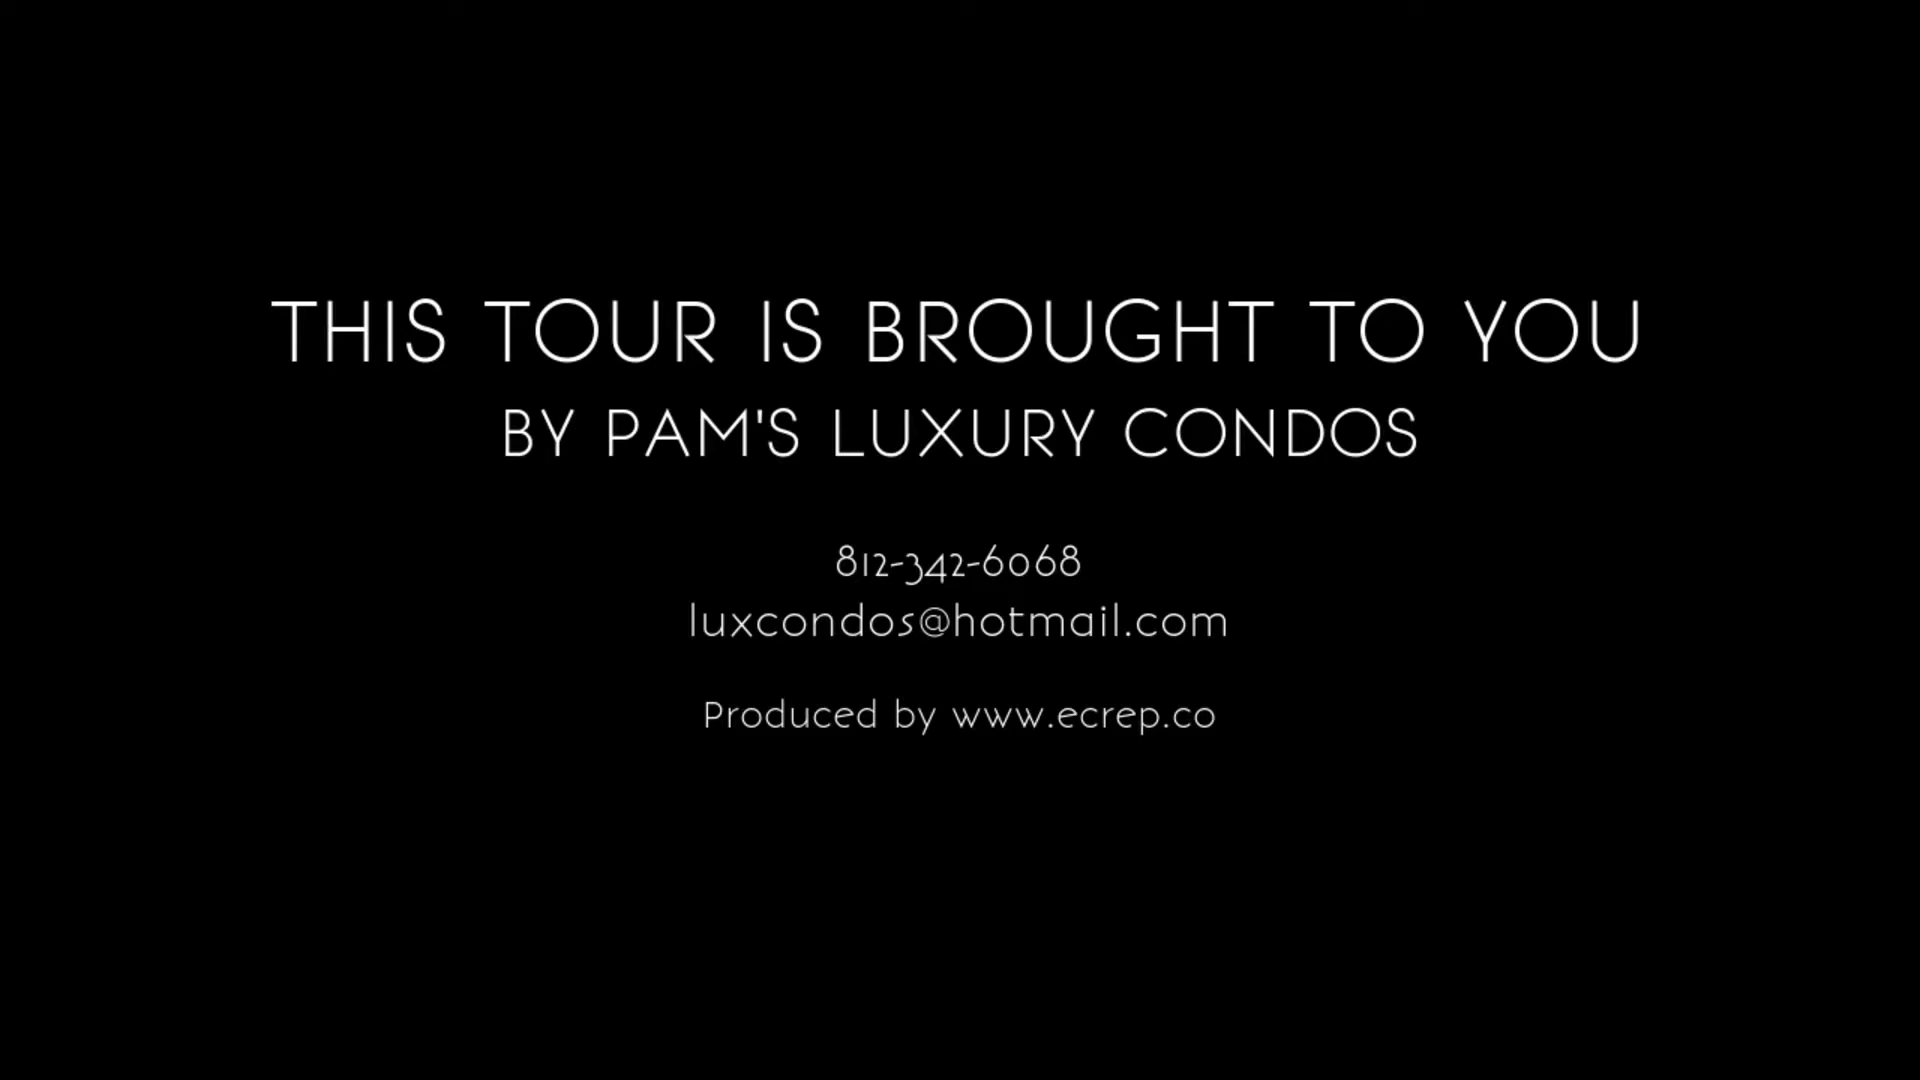 THIS TOUR IS BROUGHT TO YOU
BY PAM'S LUXURY CONDOS
812-342-6068
luxcondos@hotmail.com
Produced by www.ecrep.co